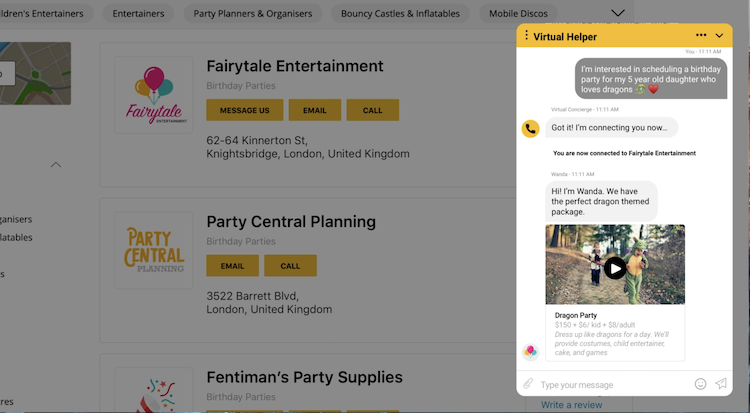 ldren's Entertainers
Entertainers
Party Planners & Organisers
Bouncy Castles & Inflatables
Mobile Discos
Fairytale
ENTERTAINMENT
Fairytale Entertainment
Birthday Parties
MESSAGE US
EMAIL
CALL
62-64 Kinnerton St,
Knightsbridge, London, United Kingdom
ganisers
latables
s
res
PARTY
CENTRAL
PLANNING
Party Central Planning
Birthday Parties
EMAIL
CALL
3522 Barrett Blvd,
London, United Kingdom
Fentiman's Party Supplies
Birthday Parties
Write a review
Virtual Helper
You · 11:11 AM
I'm interested in scheduling a birthday
party for my 5 year old daughter who
loves dragons 🐉 ❤️
Virtual Concierge · 11:11 AM
Got it! I'm connecting you now…
You are now connected to Fairytale Entertainment
Wanda · 11:11 AM
Hi! I'm Wanda. We have
the perfect dragon themed
package.
Dragon Party
$150 + $6/ kid + $8/adult
Dress up like dragons for a day. We'll
provide costumes, child entertainer,
cake, and games
Type your message